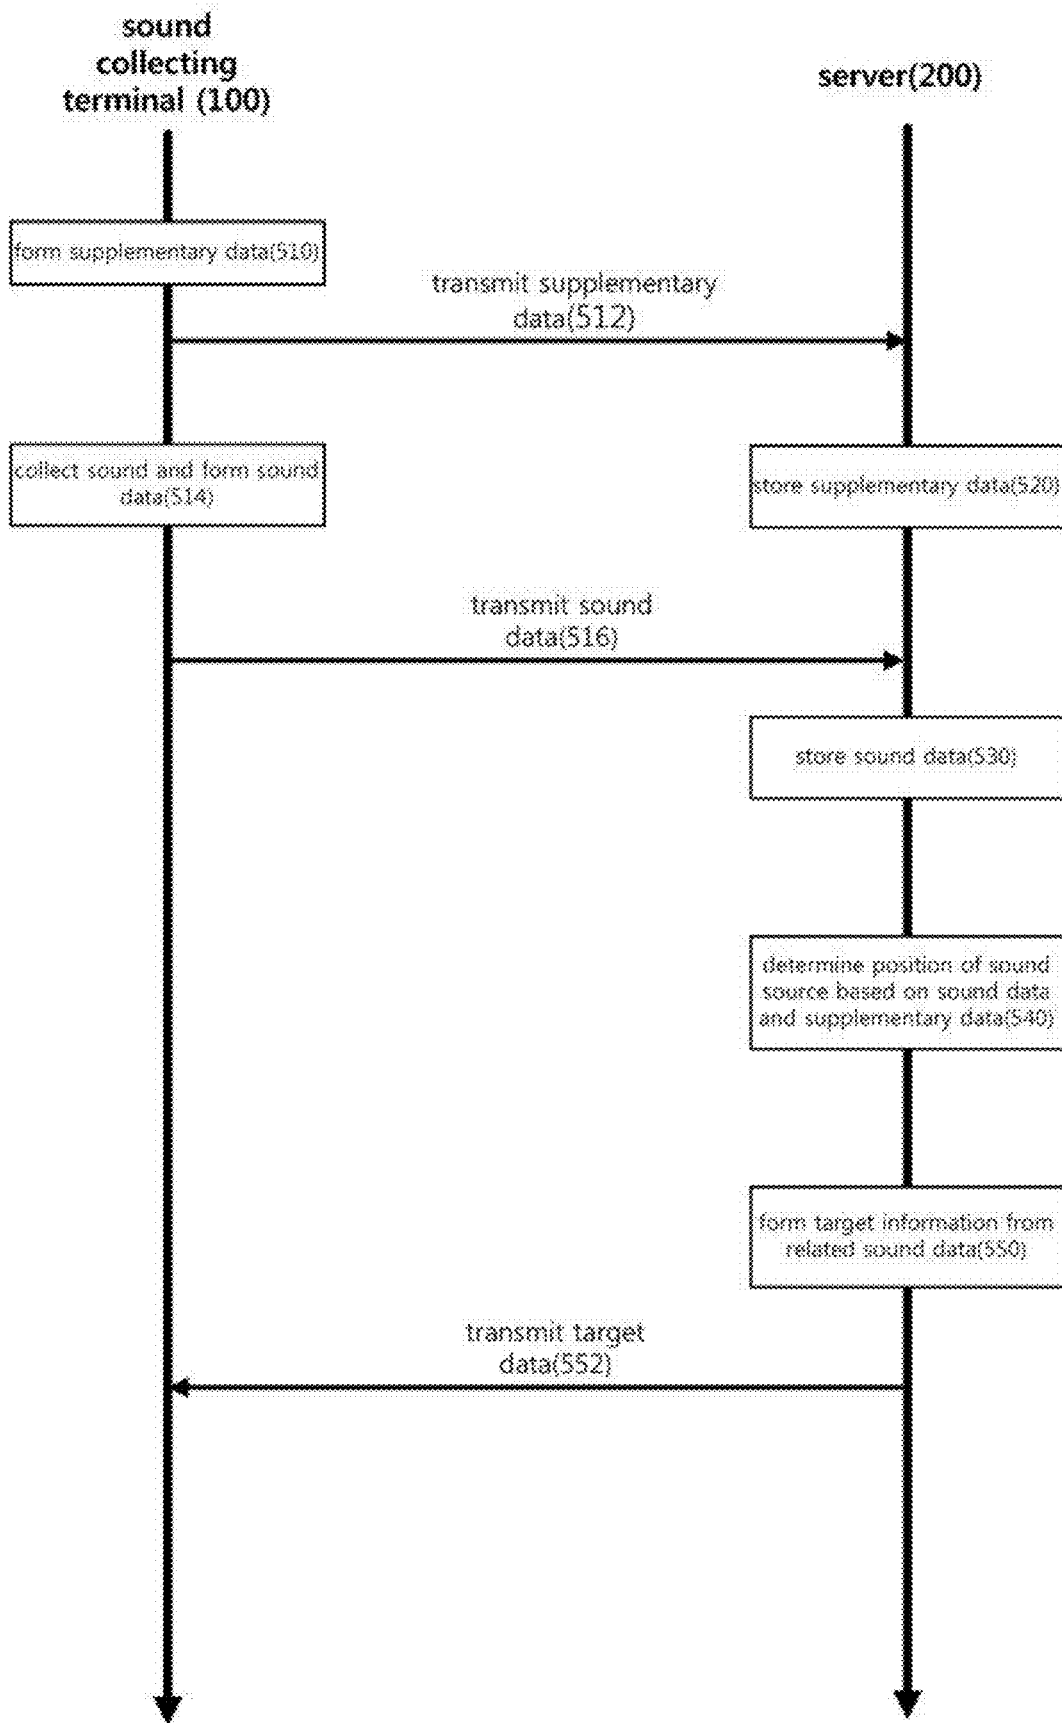 sound
collecting
terminal (100)
server(200)
form supplementary data(510)
transmit supplementary
data(512)
collect sound and form sound
data(514)
store supplementary data(520)
transmit sound
data(516)
store sound data(530)
determine position of sound
source based on sound data
and supplementary data(540)
form target information from
related sound data(550)
transmit target
data(552)